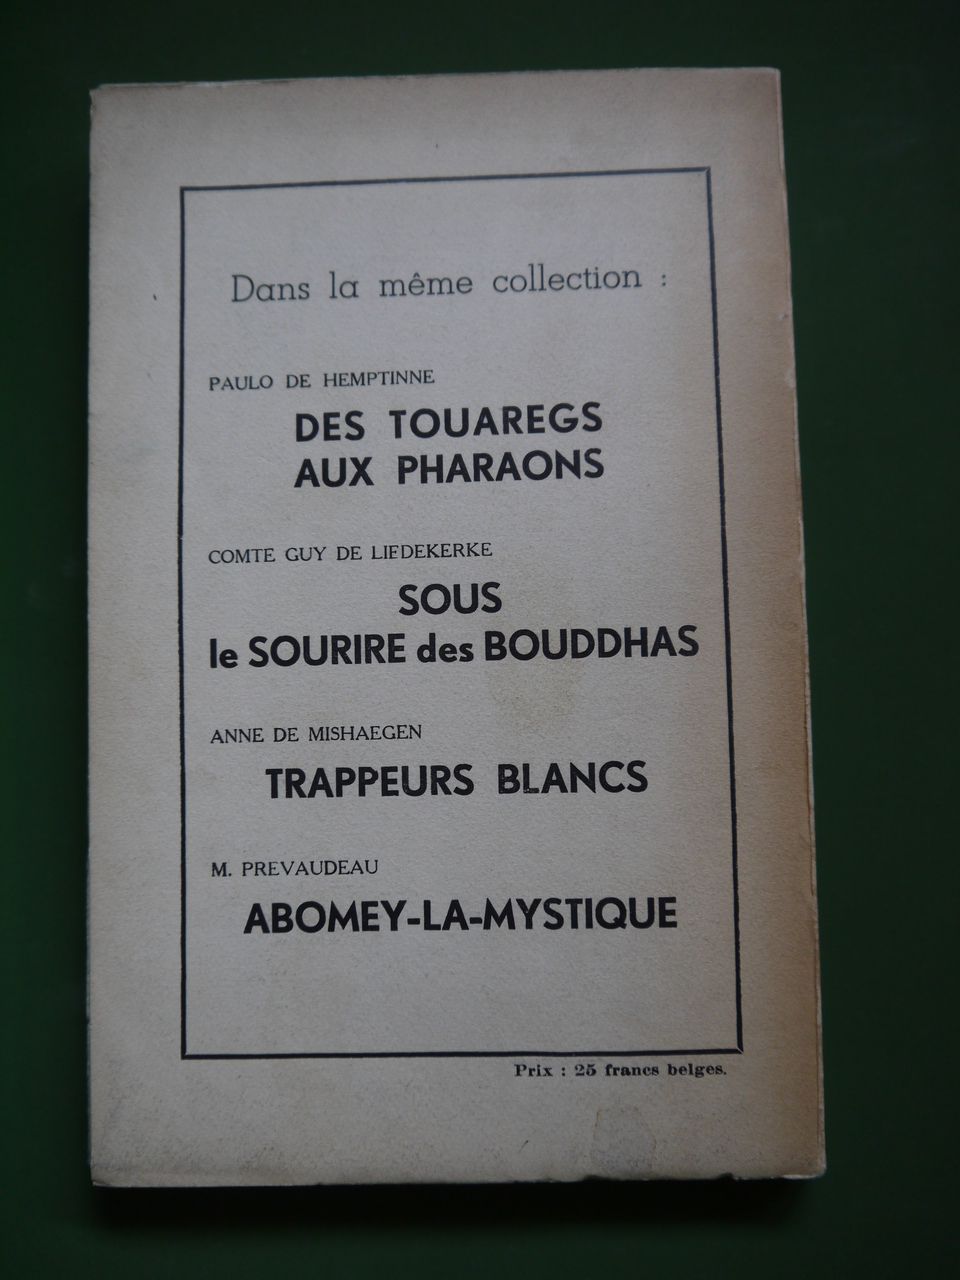 Dans la même collection :
PAULO DE HEMPTINNE
DES TOUAREGS
AUX PHARAONS
COMTE GUY DE LIEDEKERKE
SOUS
le SOURIRE des BOUDDHAS
ANNE DE MISHAEGEN
TRAPPEURS BLANCS
M. PREVAUDEAU
ABOMEY-LA-MYSTIQUE
Prix : 25 francs belges.